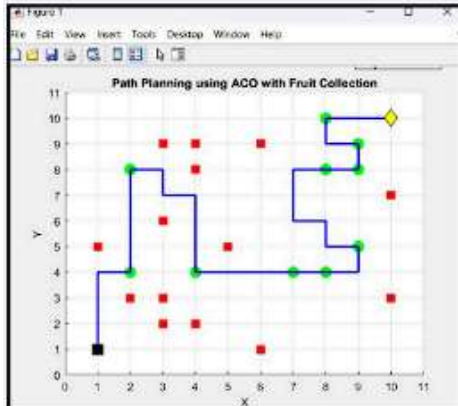 Figure 1
File Edit View Insert Tools Desktop Window Help
Path Planning using ACO with Fruit Collection
11
10
9
8
7
6
5
4
3
2
1
0
Y
0 1 2 3 4 5 6 7 8 9 10 11
X